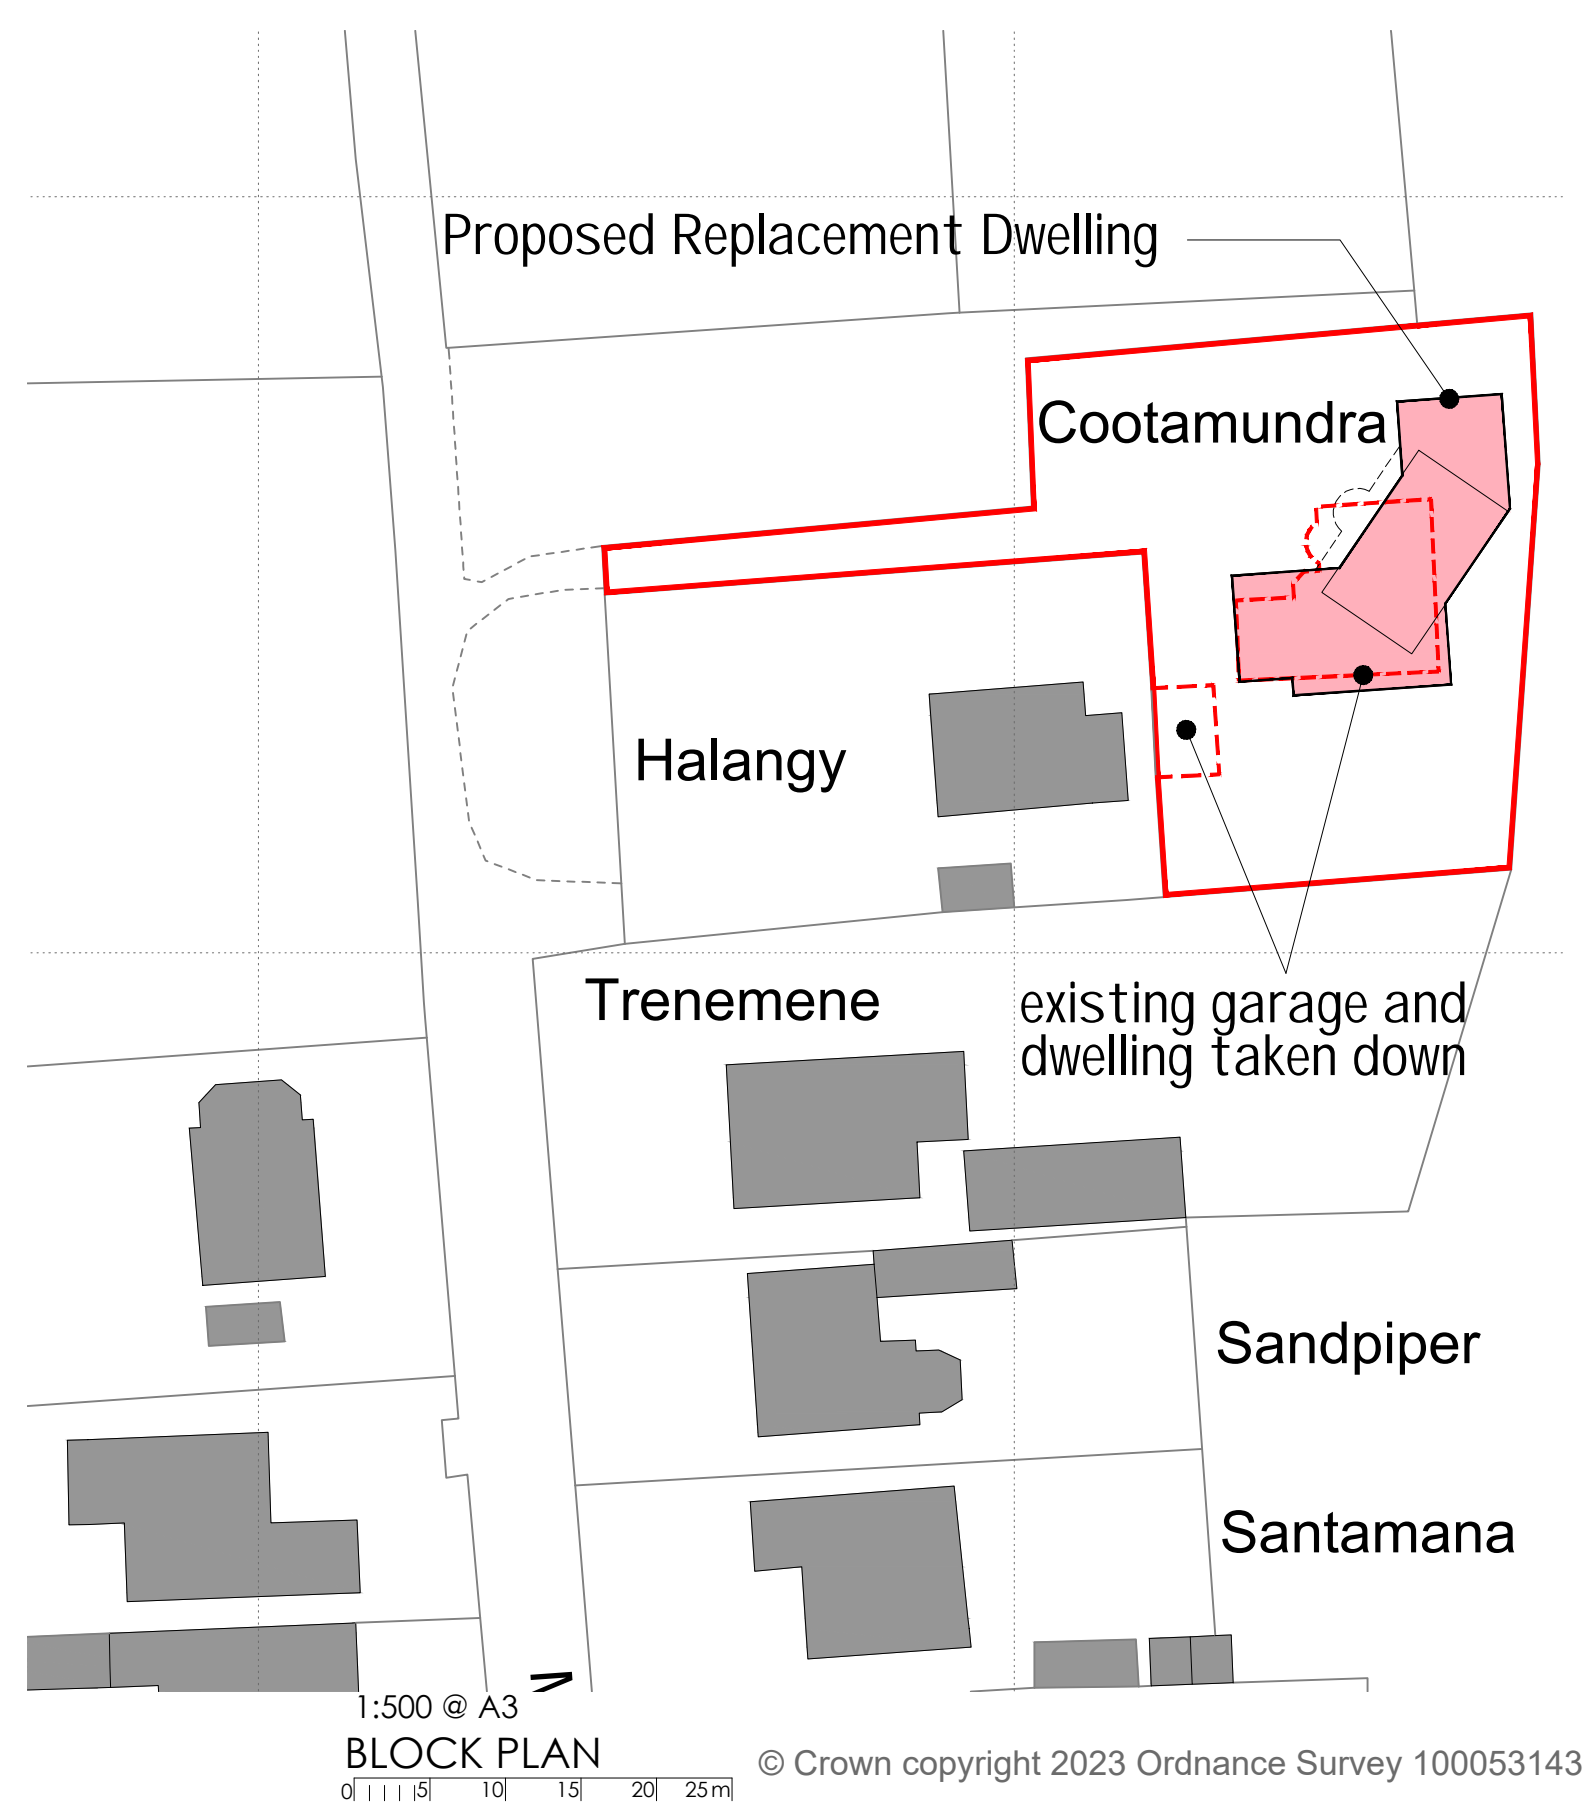 Proposed Replacement Dwelling
Cootamundra
Halangy
Trenemene
existing garage and
dwelling taken down
Sandpiper
Santamana
1:500 @ A3
BLOCK PLAN
0 5 10 15 20 25m
© Crown copyright 2023 Ordnance Survey 100053143